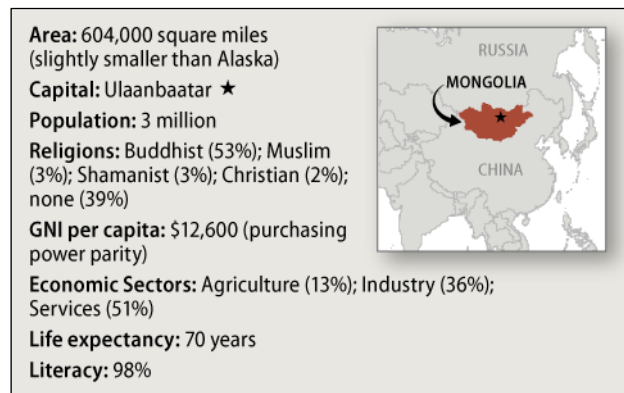 Area: 604,000 square miles
(slightly smaller than Alaska)
Capital: Ulaanbaatar ★
Population: 3 million
Religions: Buddhist (53%); Muslim
(3%); Shamanist (3%); Christian (2%);
none (39%)
GNI per capita: $12,600 (purchasing
power parity)
Economic Sectors: Agriculture (13%); Industry (36%);
Services (51%)
Life expectancy: 70 years
Literacy: 98%
RUSSIA
MONGOLIA
CHINA